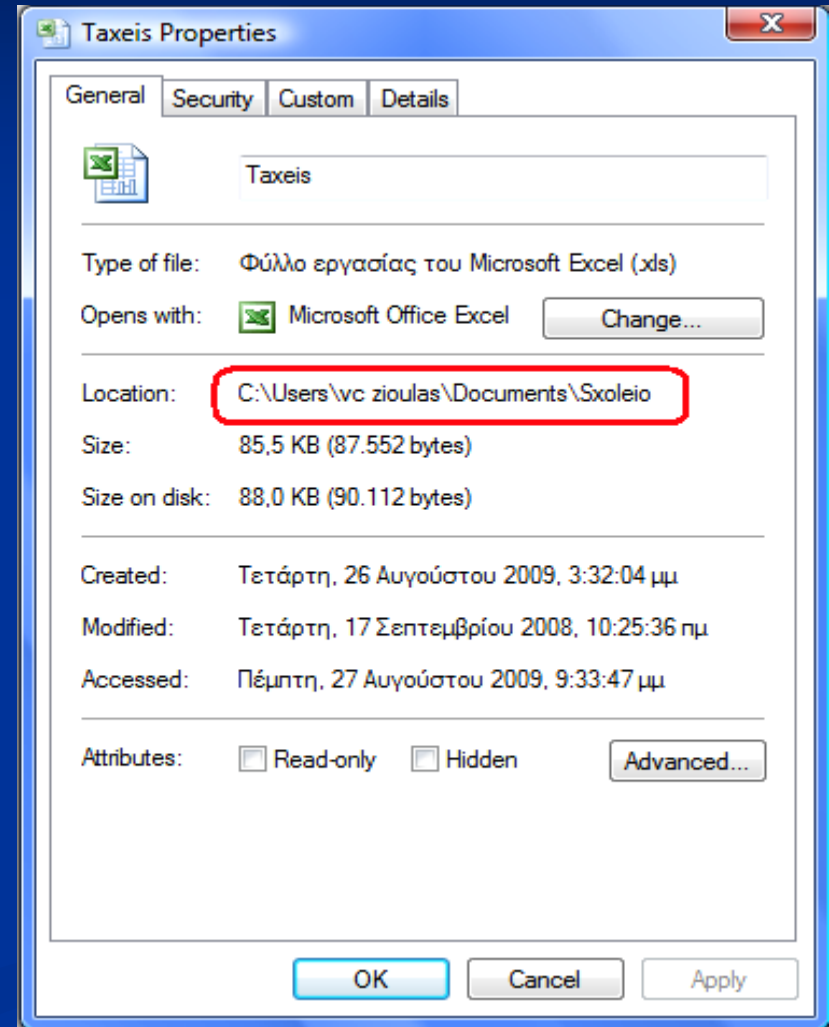 Taxeis Properties
General Security Custom Details
Taxeis
Type of file: Φύλλο εργασίας του Microsoft Excel (.xls)
Opens with: Microsoft Office Excel Change...
Location: C:\Users\vc zioulas\Documents\Sxoleio
Size: 85,5 KB (87.552 bytes)
Size on disk: 88,0 KB (90.112 bytes)
Created: Τετάρτη, 26 Αυγούστου 2009, 3:32:04 μμ
Modified: Τετάρτη, 17 Σεπτεμβρίου 2008, 10:25:36 πμ
Accessed: Πέμπτη, 27 Αυγούστου 2009, 9:33:47 μμ
Attributes: Read-only Hidden Advanced...
OK Cancel Apply